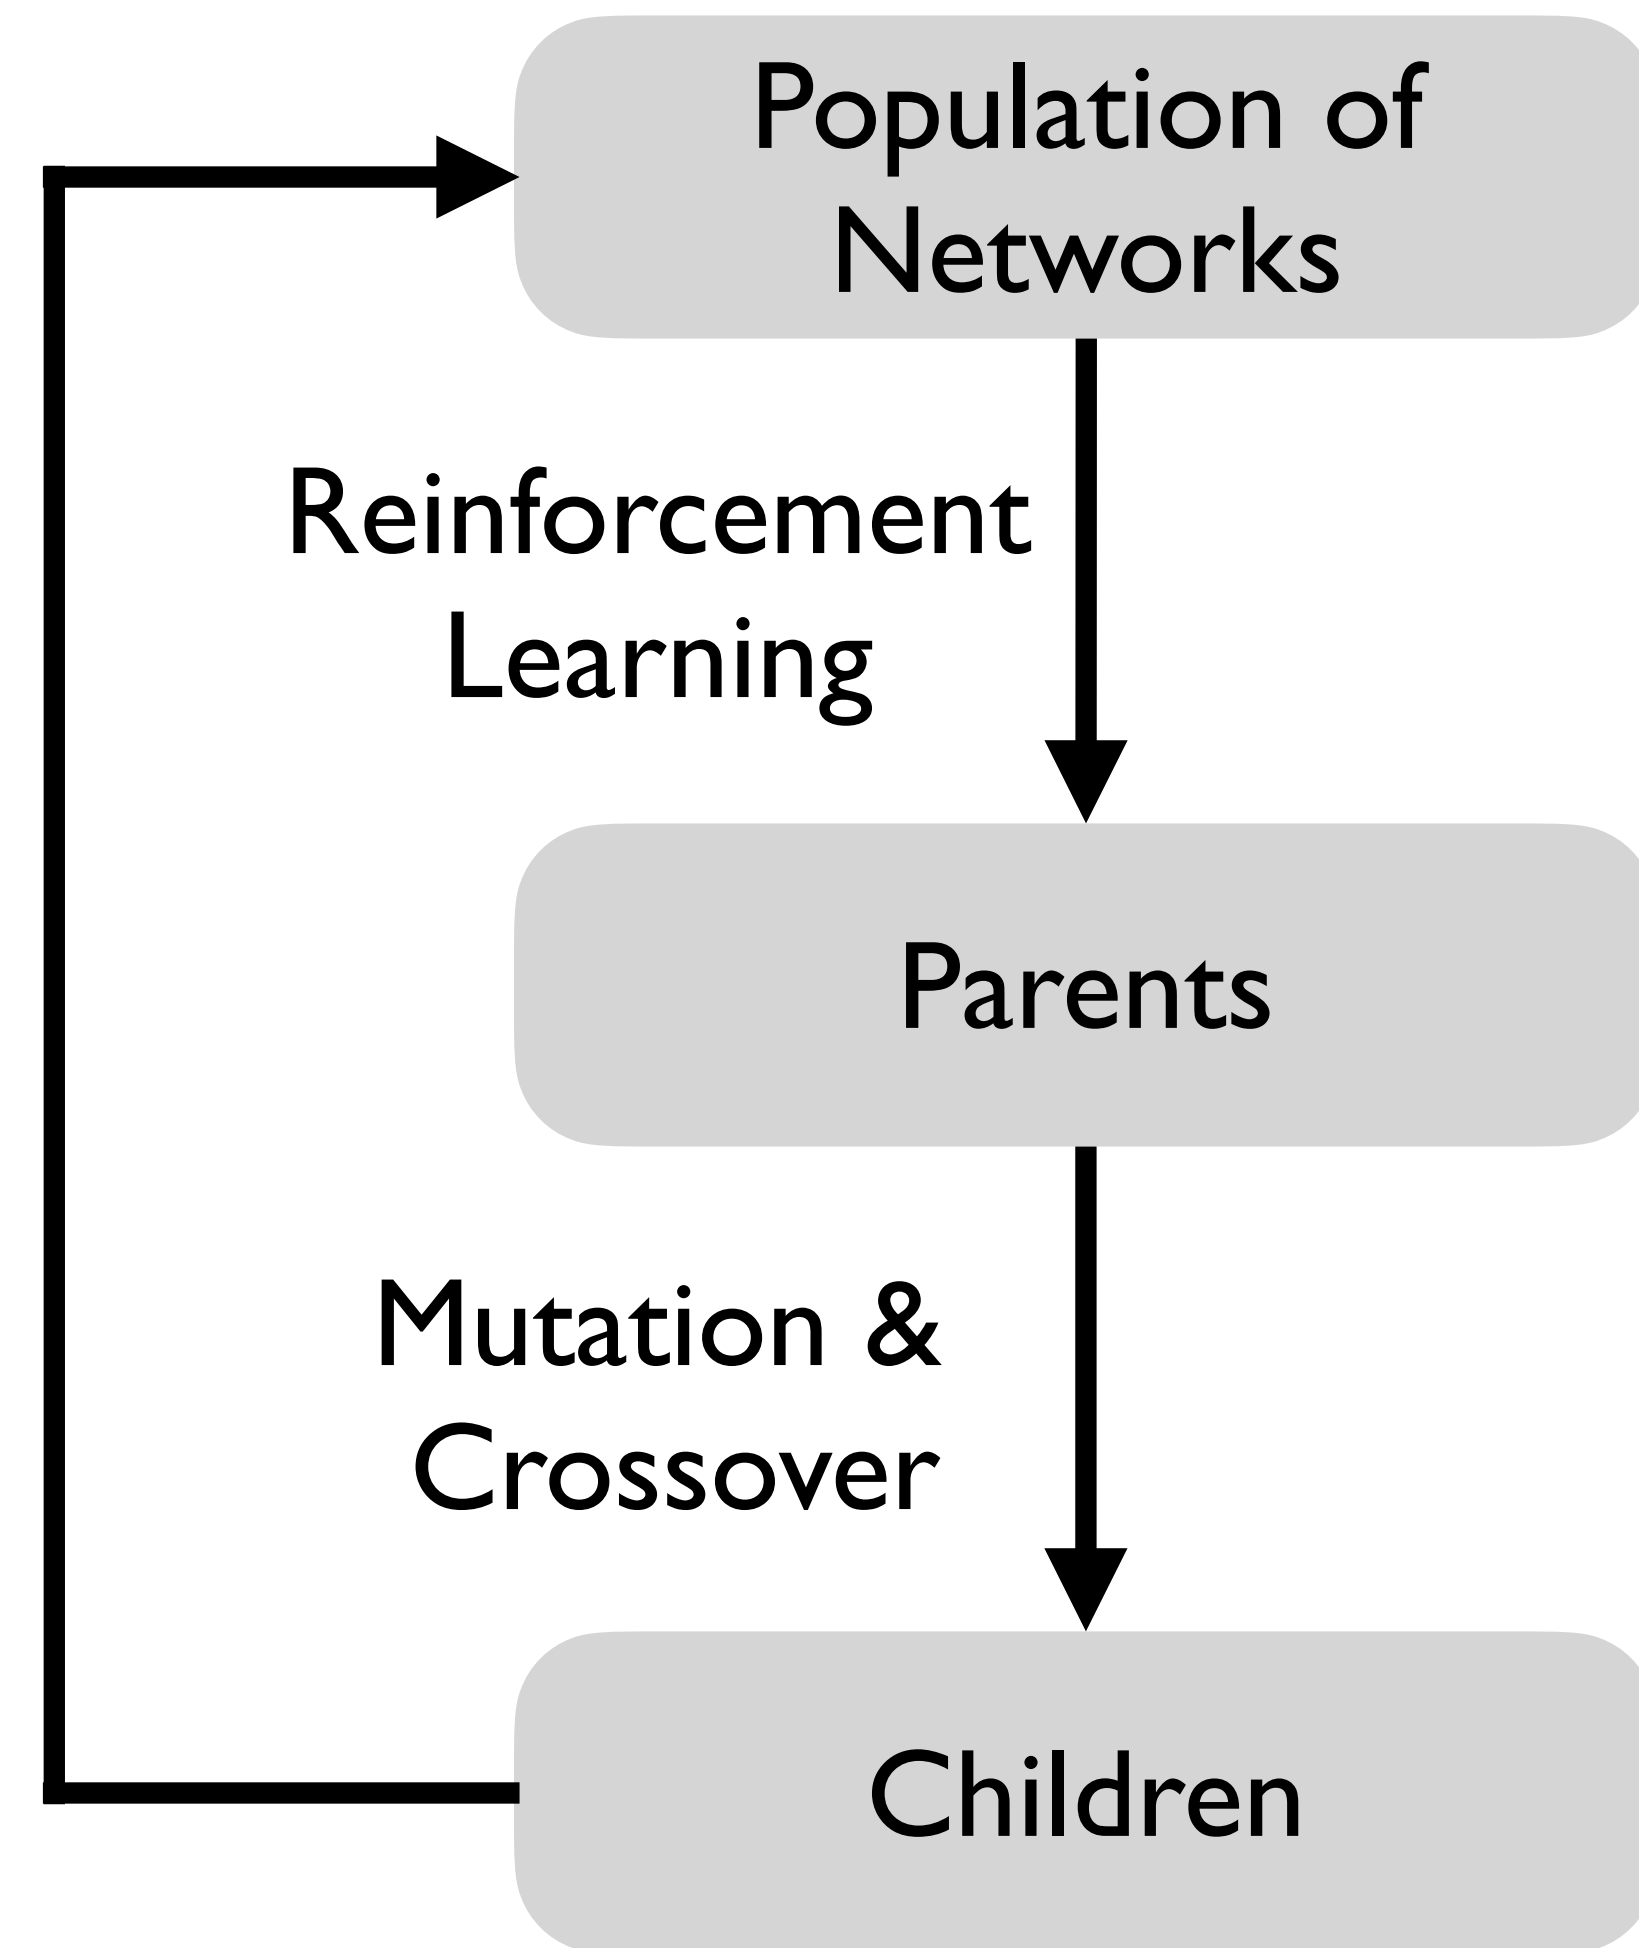 Population of
Networks
Reinforcement
Learning
Parents
Mutation &
Crossover
Children